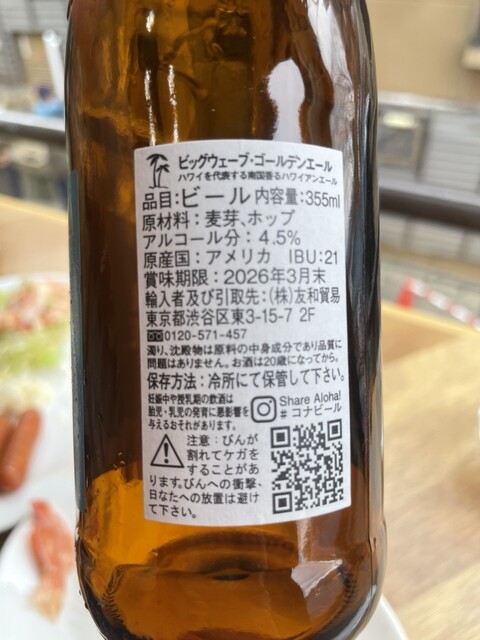 ビッグウェーブ・ゴールデンエール
ハワイを代表する南国香るハワイアンエール
品目:ビール 内容量:355ml
原材料:麦芽、ホップ
アルコール分:4.5%
原産国:アメリカ IBU:21
賞味期限:2026年3月末
輸入者及び引取先:(株)友和貿易
東京都渋谷区東3-15-7 2F
0120-571-457
濁り、沈殿物は原料の中身成分であり品質に
問題はありません。お酒は20歳になってから。
保存方法:冷所にて保管して下さい。
妊娠中や授乳期の飲酒は
胎児・乳児の発育に悪影響を
与えるおそれがあります。
Share Aloha!
#コナビール
注意:びんが
割れてケガを
することがあ
ります。びんへの衝撃、
日なたへの放置は避け
て下さい。